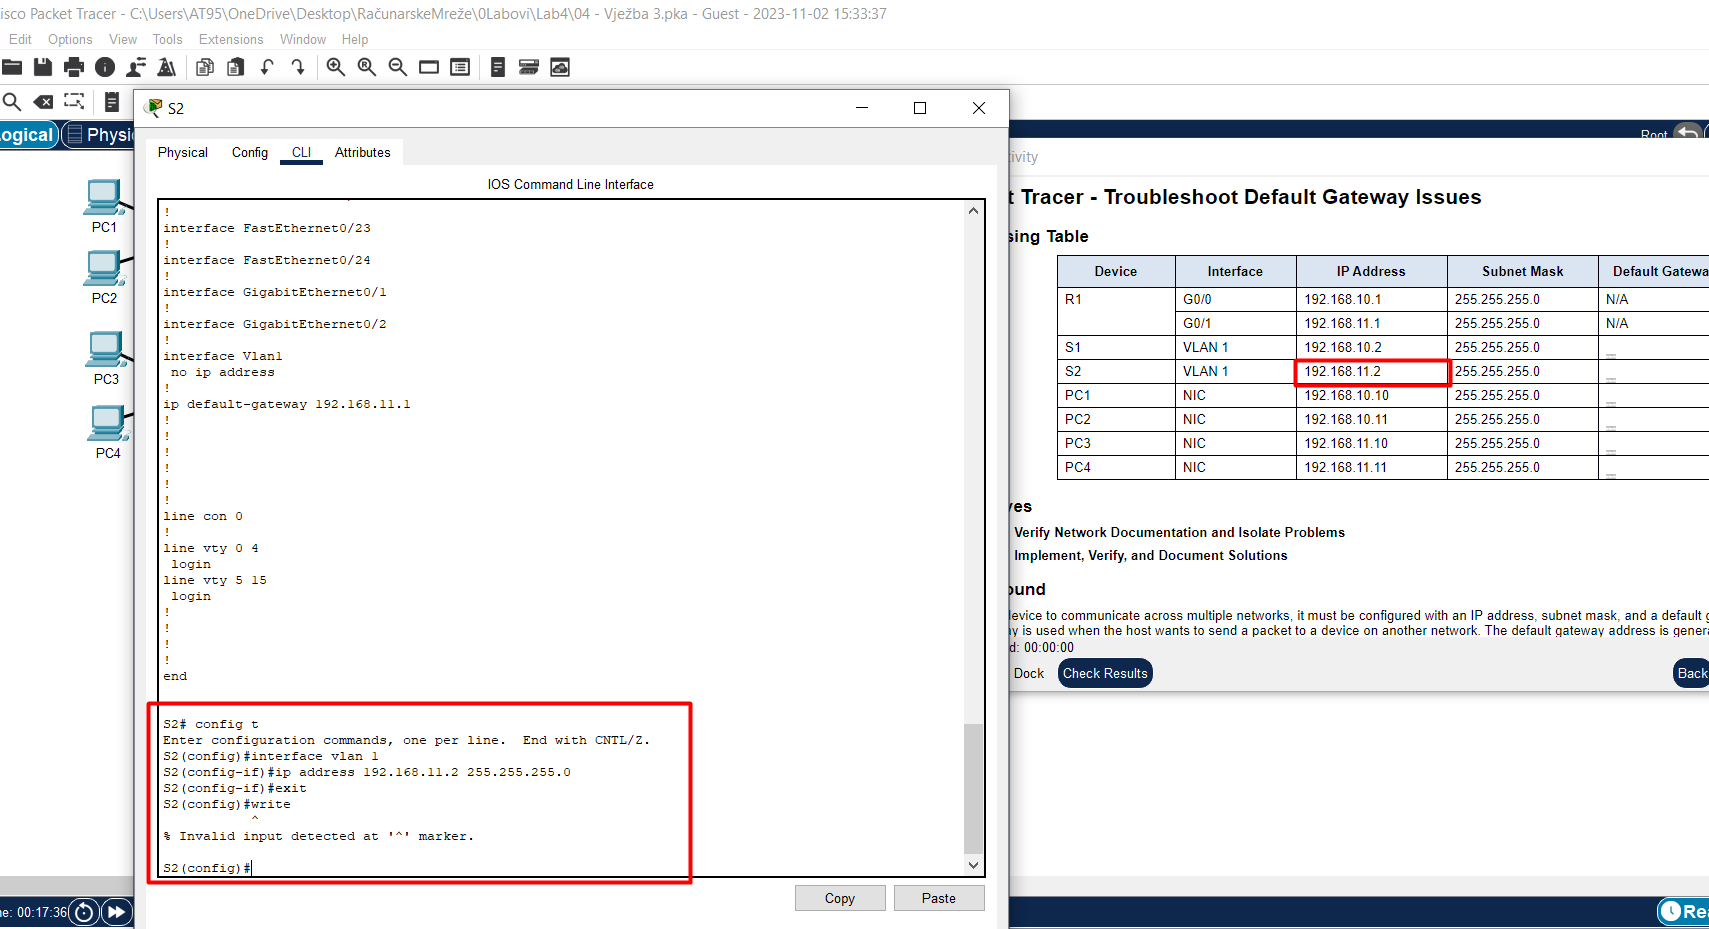 isco Packet Tracer - C:\Users\AT95\OneDrive\Desktop\RačunarskeMreže\0Labovi\Lab4\04 - Vježba 3.pka - Guest - 2023-11-02 15:33:37
Edit Options View Tools Extensions Window Help
ogical Physi
Root
PC1
PC2
PC3
PC4
S2
Physical Config CLI Attributes
IOS Command Line Interface
!
interface FastEthernet0/23
!
interface FastEthernet0/24
!
interface GigabitEthernet0/1
!
interface GigabitEthernet0/2
!
interface Vlan1
no ip address
!
ip default-gateway 192.168.11.1
!
!
!
!
!
!
line con 0
!
line vty 0 4
login
line vty 5 15
login
!
!
!
!
end
S2# config t
Enter configuration commands, one per line. End with CNTL/Z.
S2(config)#interface vlan 1
S2(config-if)#ip address 192.168.11.2 255.255.255.0
S2(config-if)#exit
S2(config)#write
^
% Invalid input detected at '^' marker.
S2(config)#
Copy Paste
ivity
t Tracer - Troubleshoot Default Gateway Issues
sing Table
Device Interface IP Address Subnet Mask Default Gatewa
R1 G0/0 192.168.10.1 255.255.255.0 N/A
G0/1 192.168.11.1 255.255.255.0 N/A
S1 VLAN 1 192.168.10.2 255.255.255.0
S2 VLAN 1 192.168.11.2 255.255.255.0
PC1 NIC 192.168.10.10 255.255.255.0
PC2 NIC 192.168.10.11 255.255.255.0
PC3 NIC 192.168.11.10 255.255.255.0
PC4 NIC 192.168.11.11 255.255.255.0
ves
Verify Network Documentation and Isolate Problems
Implement, Verify, and Document Solutions
ound
levice to communicate across multiple networks, it must be configured with an IP address, subnet mask, and a default g
ay is used when the host wants to send a packet to a device on another network. The default gateway address is genera
d: 00:00:00
Dock Check Results Back
ne: 00:17:36
Rea